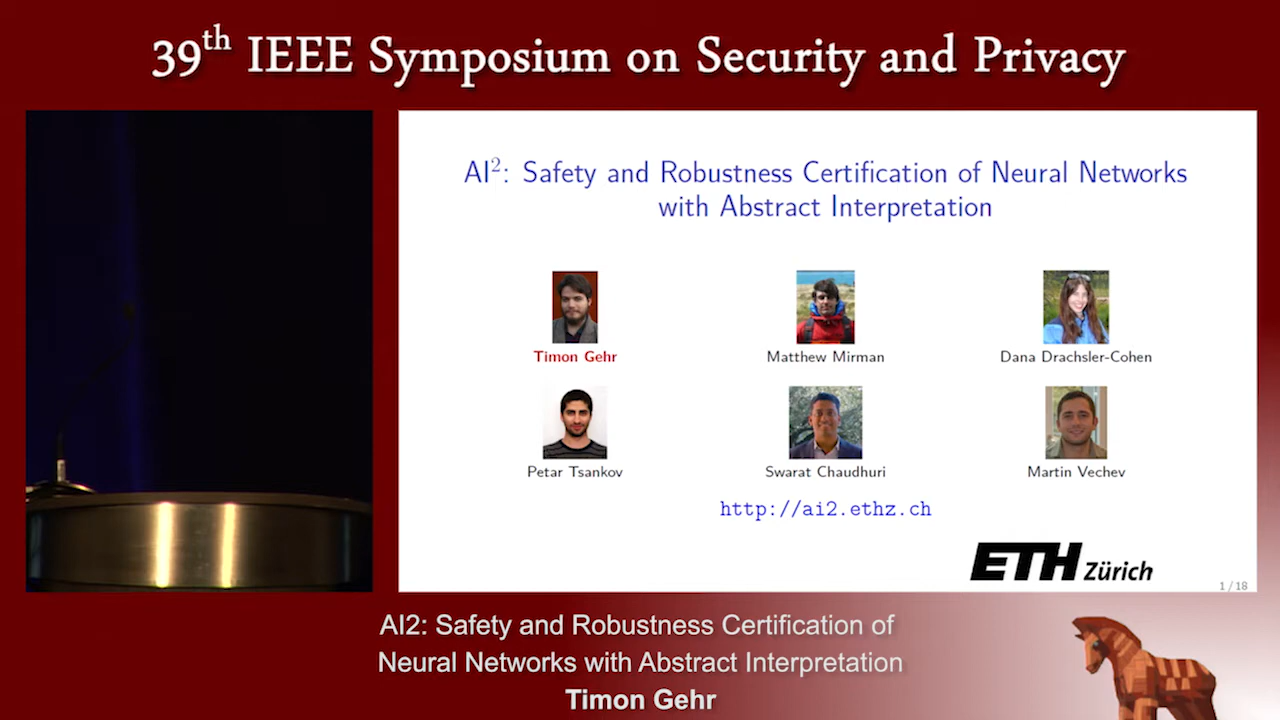 39th IEEE Symposium on Security and Privacy
AI2: Safety and Robustness Certification of Neural Networks
with Abstract Interpretation
Timon Gehr
Matthew Mirman
Dana Drachsler-Cohen
Petar Tsankov
Swarat Chaudhuri
Martin Vechev
http://ai2.ethz.ch
ETH Zürich
1 / 18
AI2: Safety and Robustness Certification of
Neural Networks with Abstract Interpretation
Timon Gehr